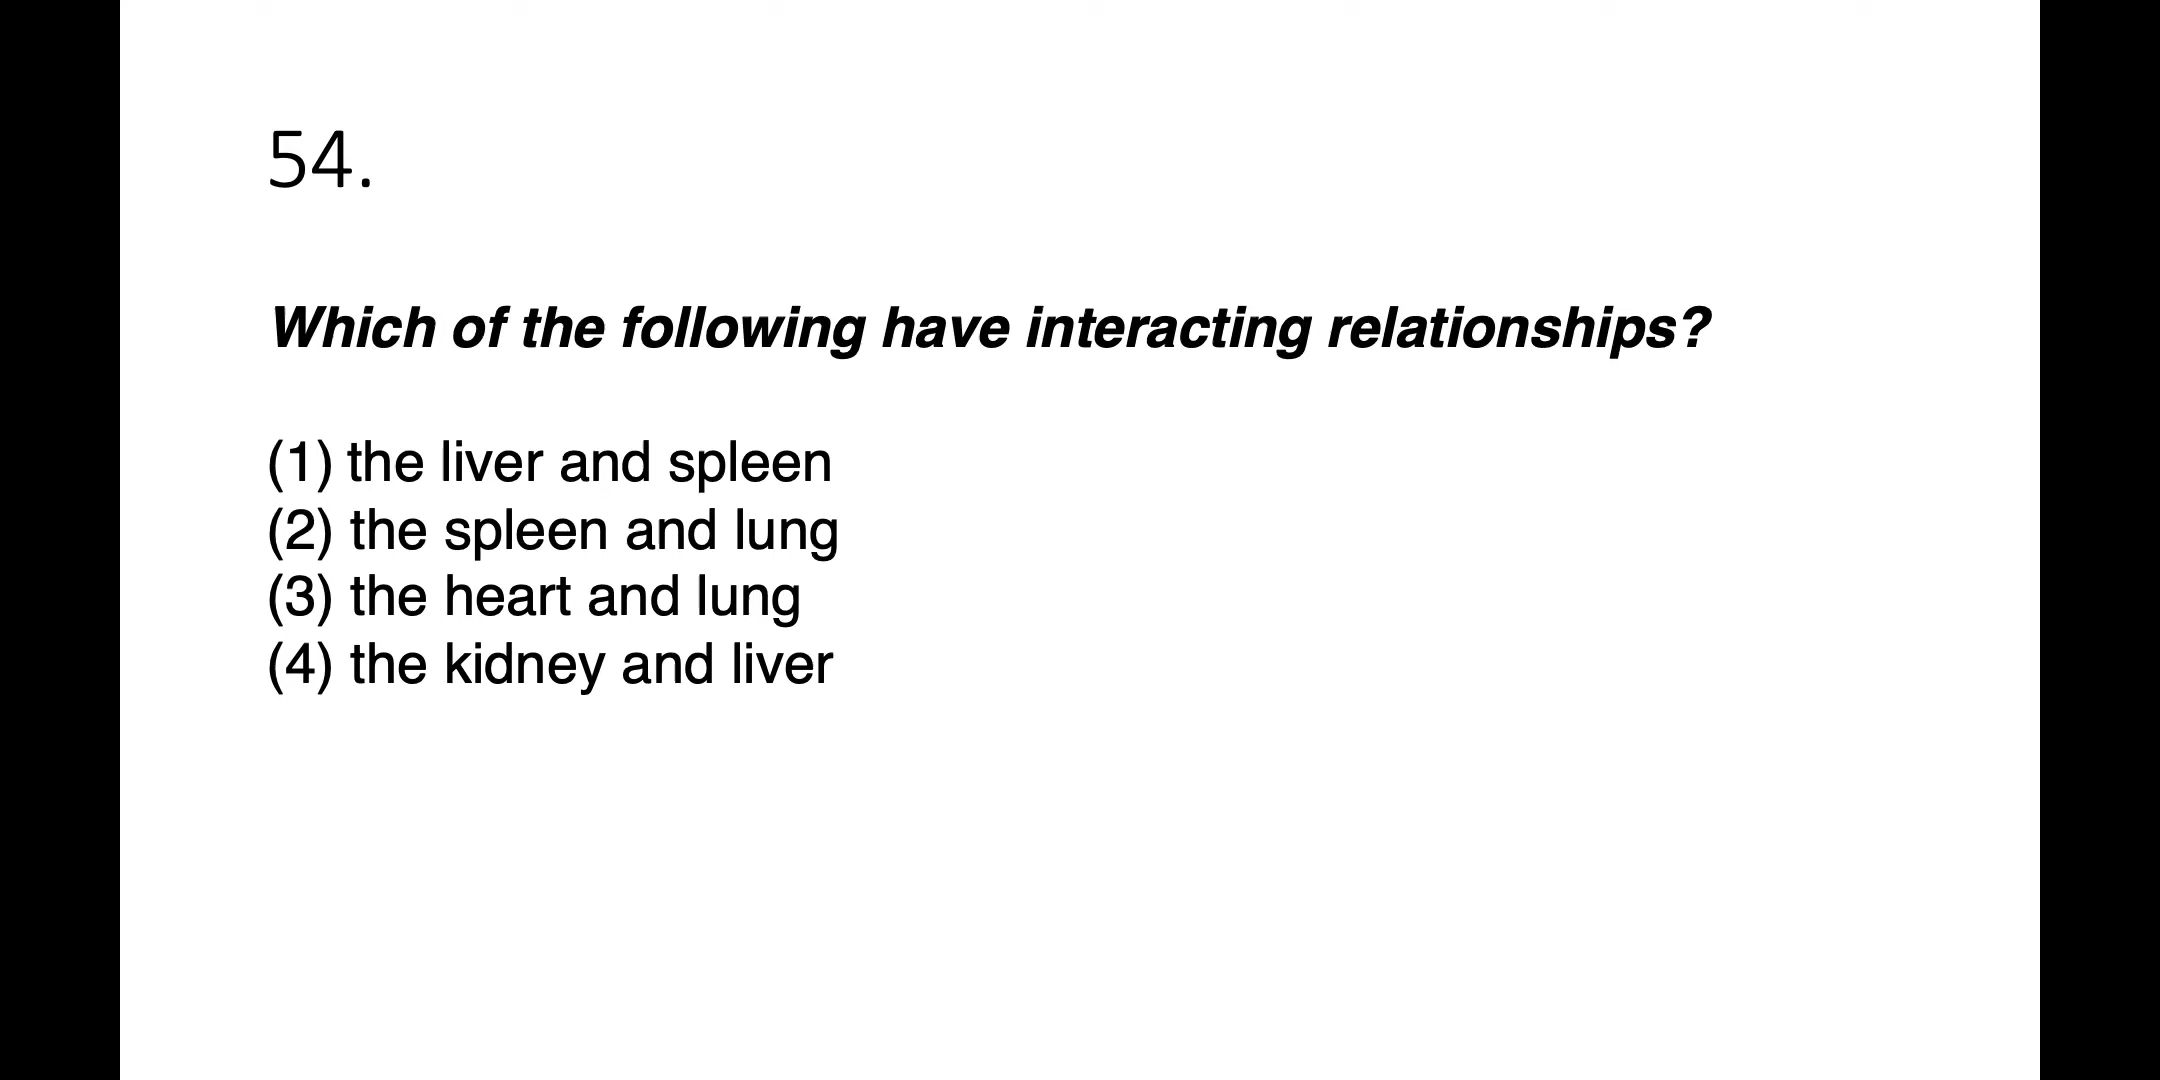 54.
Which of the following have interacting relationships?
(1) the liver and spleen
(2) the spleen and lung
(3) the heart and lung
(4) the kidney and liver